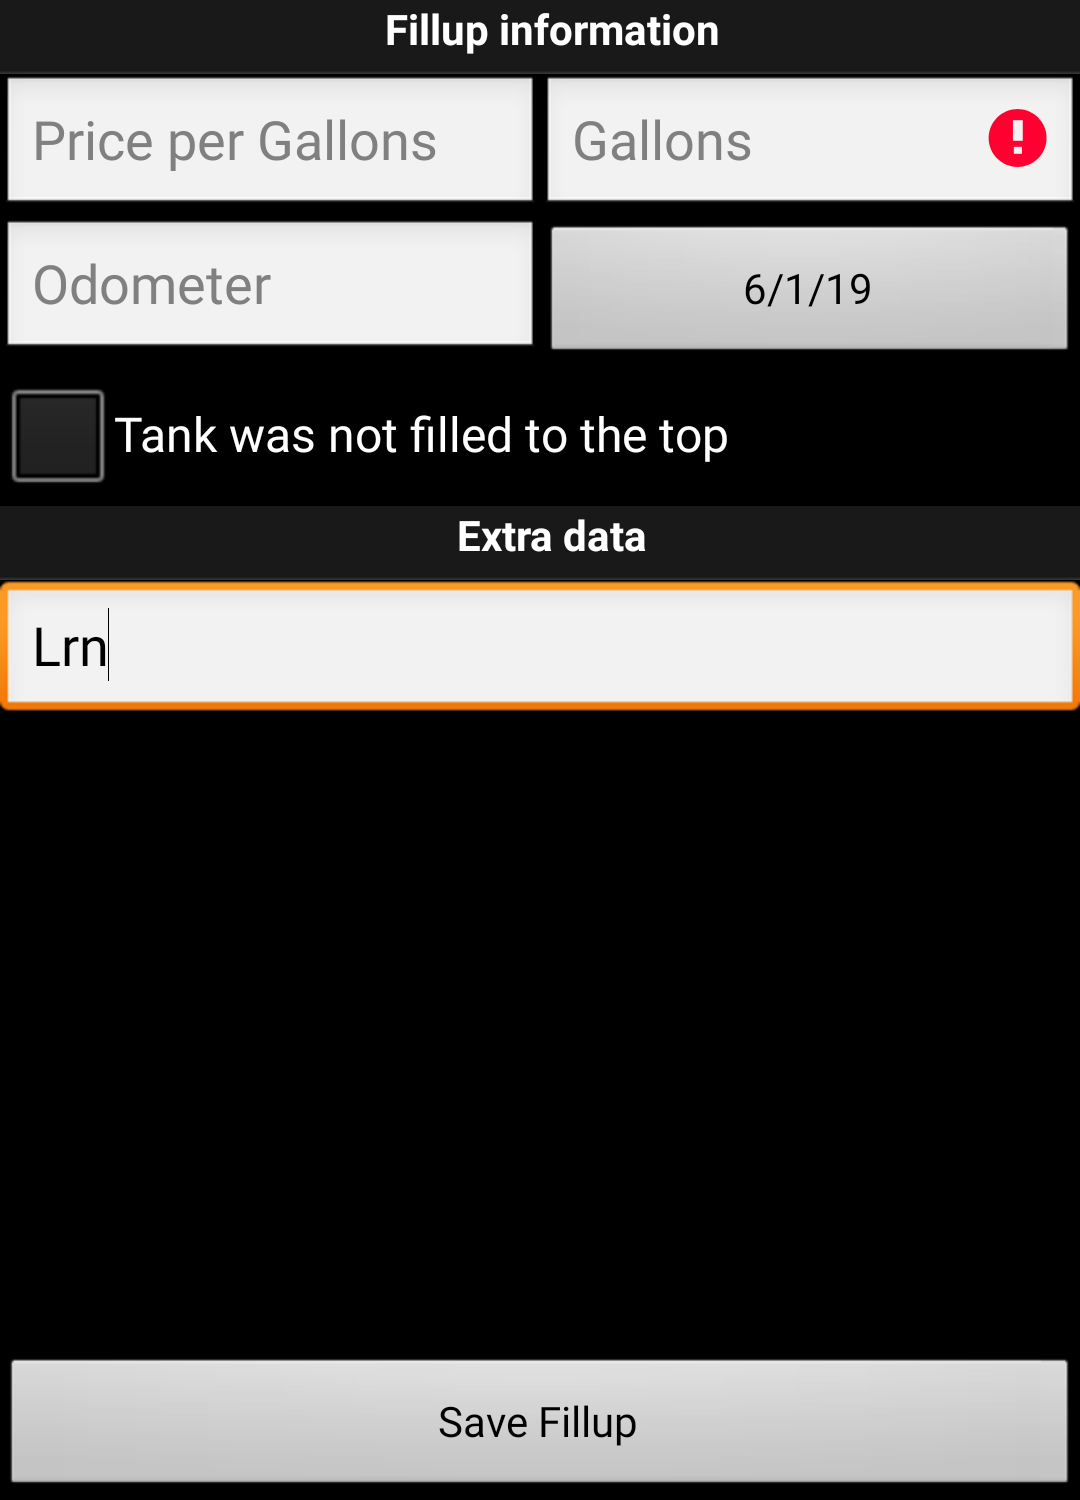 Fillup information
Price per Gallons
Gallons
Odometer
6/1/19
Tank was not filled to the top
Extra data
Lrn
Save Fillup